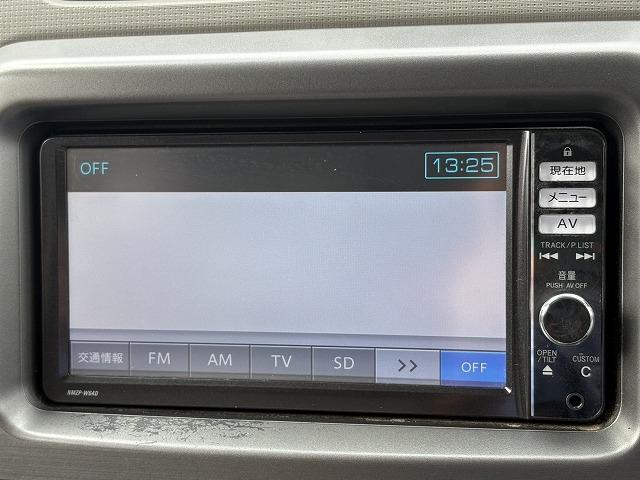 OFF
13:25
現在地
メニュー
AV
TRACK/P.LIST
音量
PUSH AV OFF
交通情報 FM AM TV SD >> OFF
OPEN
/TILT
CUSTOM
C
NMZP-W64D